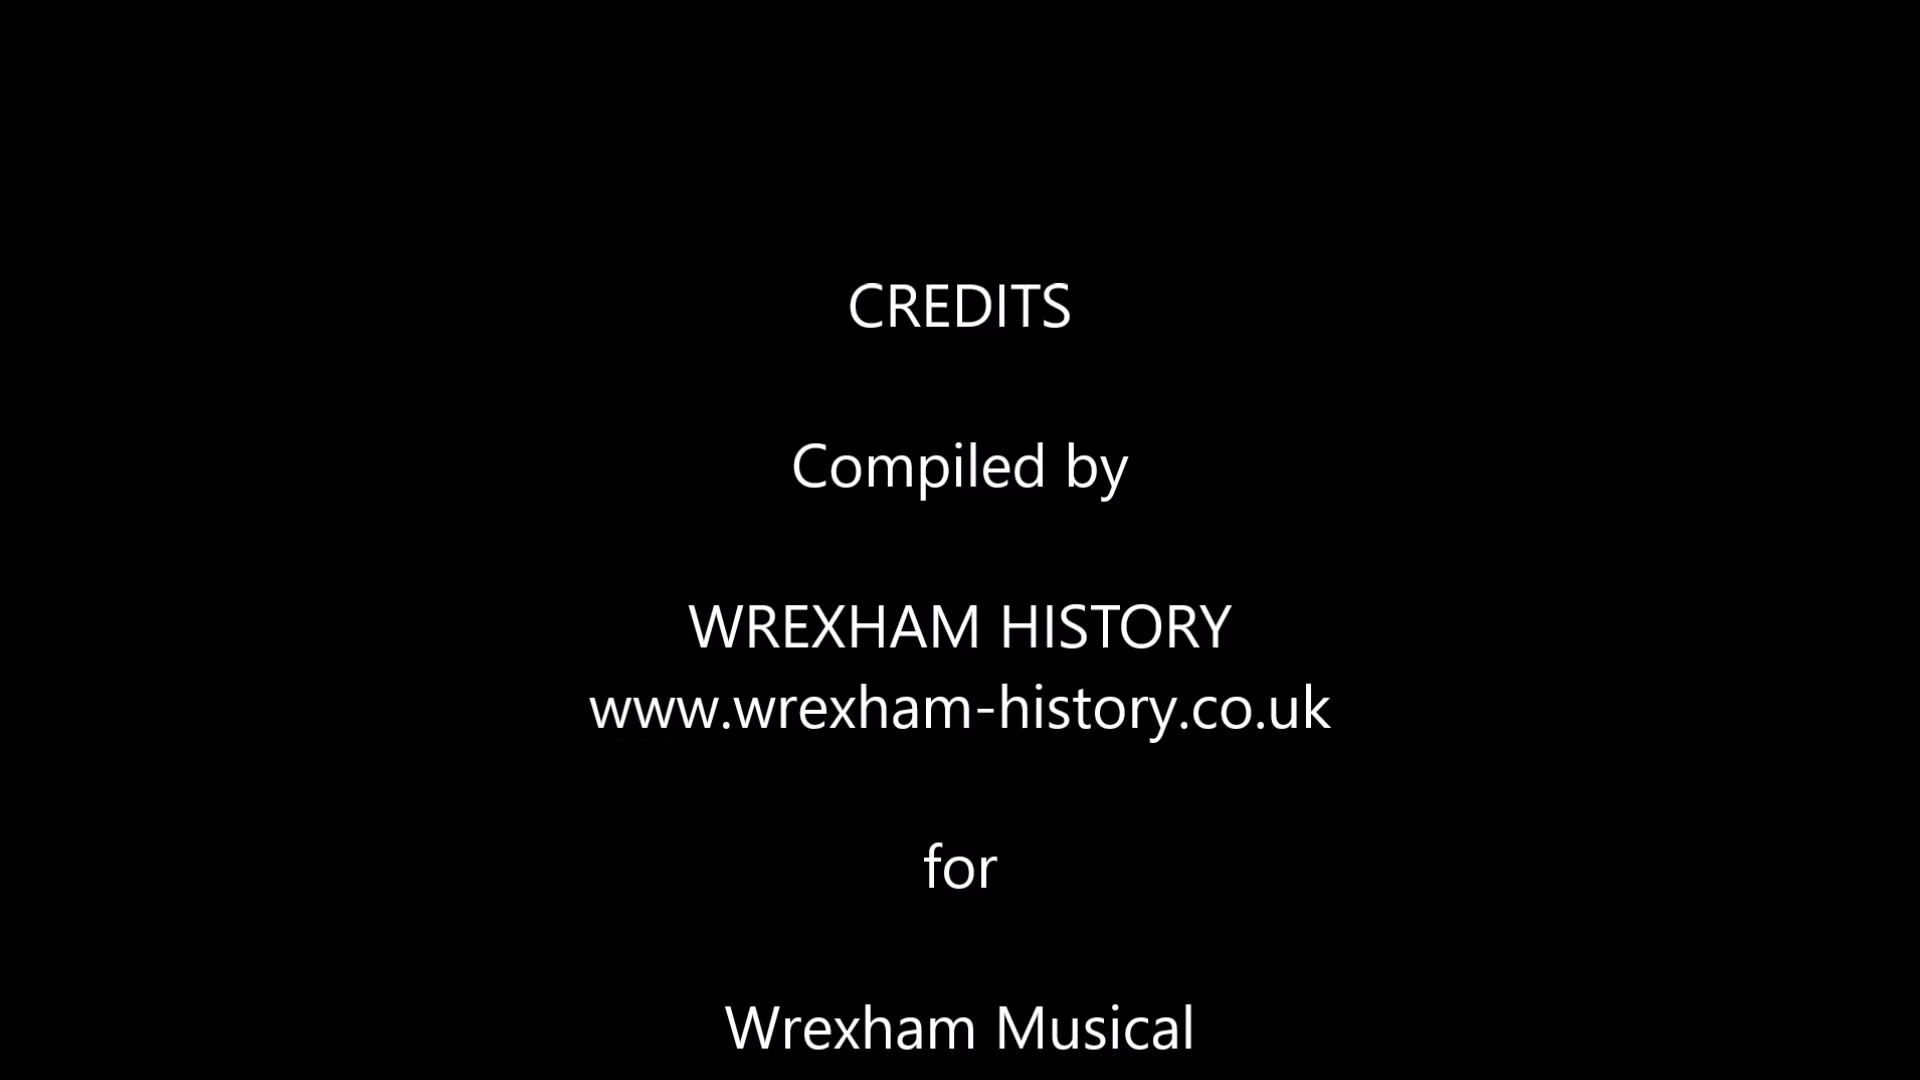 CREDITS
Compiled by
WREXHAM HISTORY
www.wrexham-history.co.uk
for
Wrexham Musical